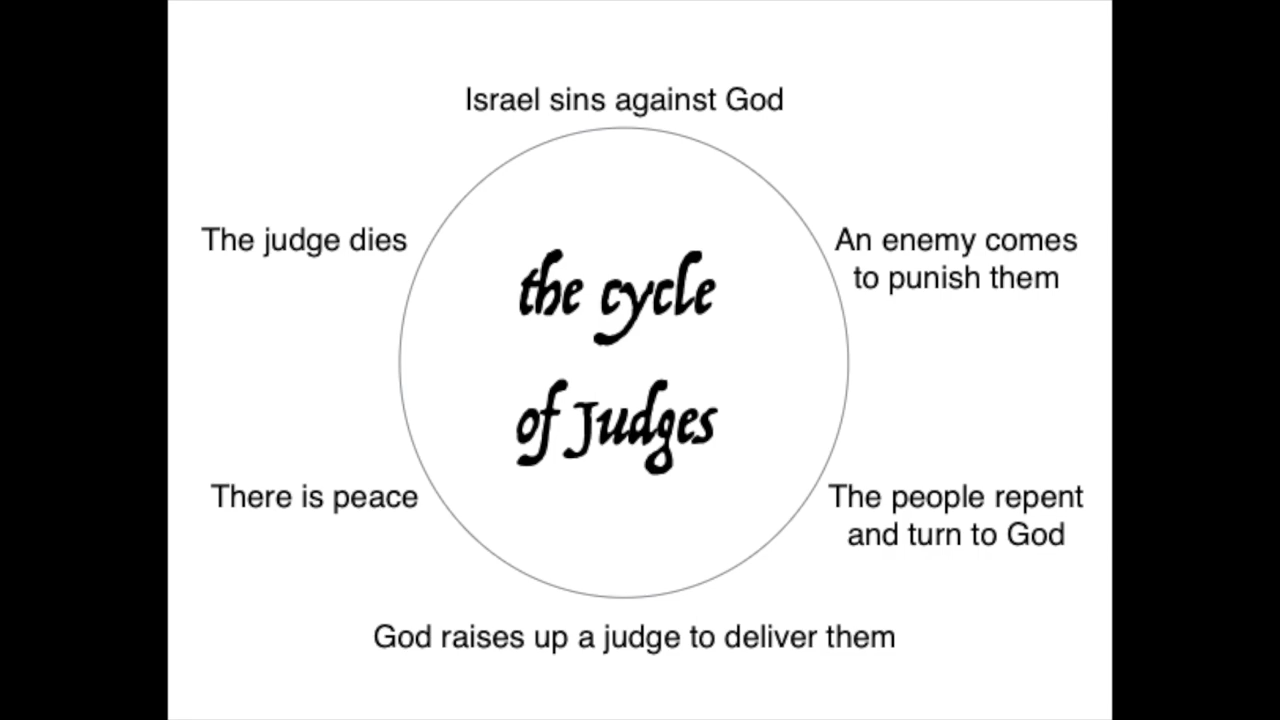 Israel sins against God
The judge dies
An enemy comes
to punish them
the cycle
of Judges
There is peace
The people repent
and turn to God
God raises up a judge to deliver them